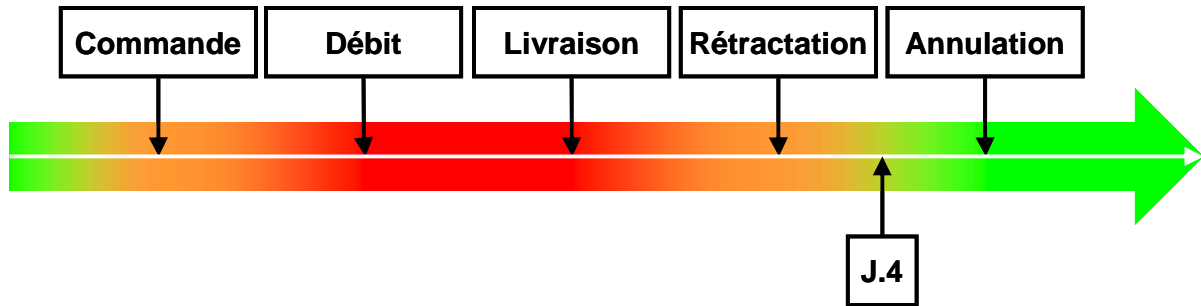 Commande
Débit
Livraison
Rétractation
Annulation
J.4